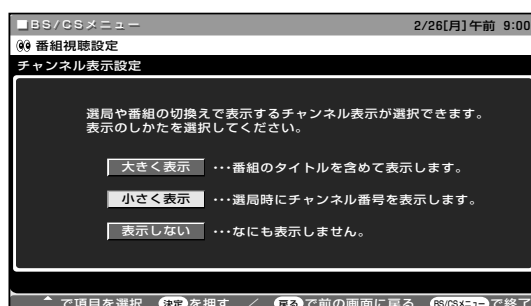 ■BS/CSメニュー 2/26[月]午前 9:00
番組視聴設定
チャンネル表示設定
選局や番組の切換えで表示するチャンネル表示が選択できます。
表示のしかたを選択してください。
大きく表示 ・・・番組のタイトルを含めて表示します。
小さく表示 ・・・選局時にチャンネル番号を表示します。
表示しない ・・・なにも表示しません。
で項目を選択 決定を押す / 戻るで前の画面に戻る BS/CSメニューで終了